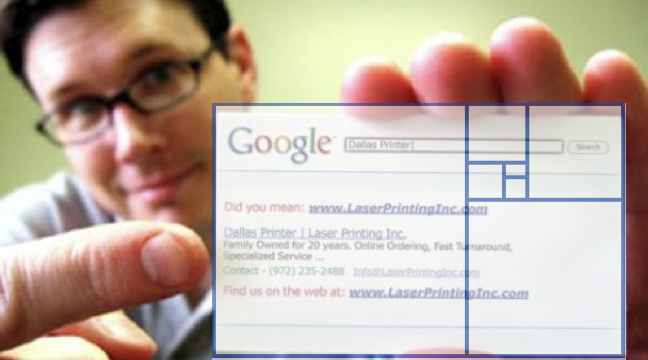 Google™ Dallas Printer Search
Did you mean: www.LaserPrintingInc.com
Dallas Printer | Laser Printing Inc.
Family Owned for 20 years. Online Ordering, Fast Turnaround,
Specialized Service ...
Contact - (972) 235-2488 Info@LaserPrintingInc.com
Find us on the web at: www.LaserPrintingInc.com